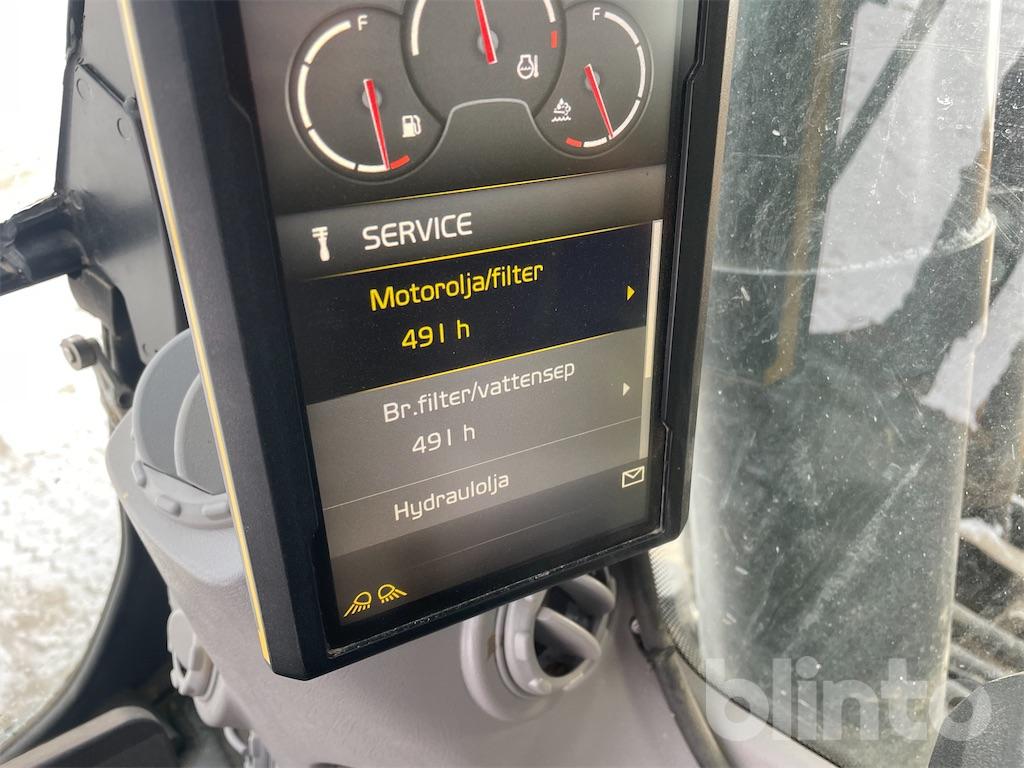 F
F
SERVICE
Motorolja/filter
491 h
Br.filter/vattensep
491 h
Hydraulolja
blinto